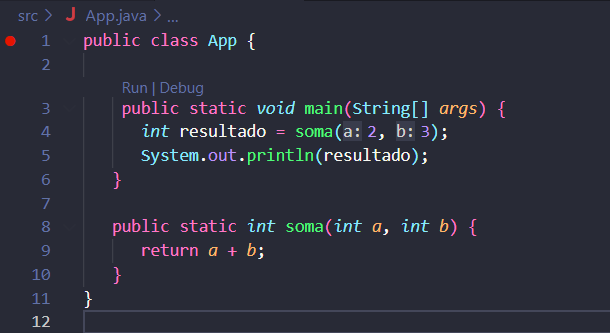 src > J App.java > ...
1 public class App {
2
Run | Debug
3 public static void main(String[] args) {
4 int resultado = soma(a: 2, b: 3);
5 System.out.println(resultado);
6 }
7
8 public static int soma(int a, int b) {
9 return a + b;
10 }
11 }
12